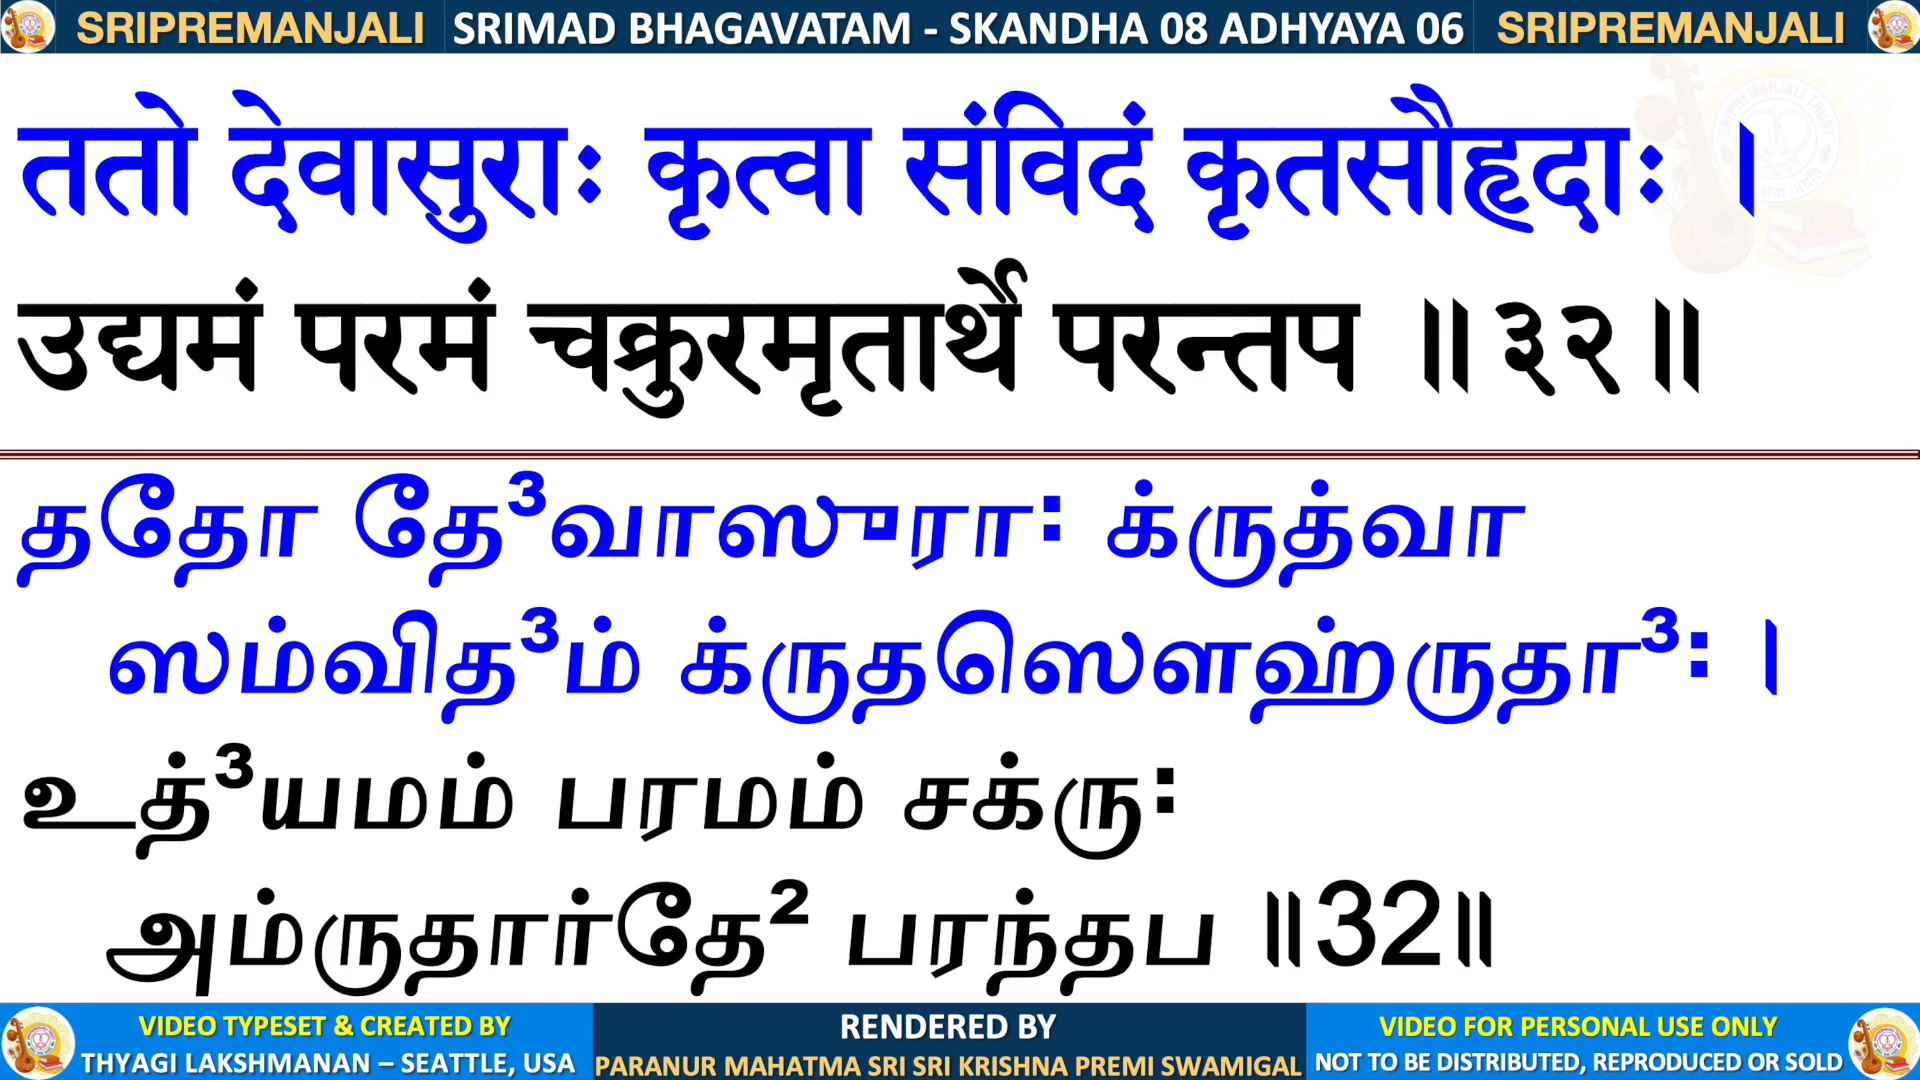 SRIPREMANJALI SRIMAD BHAGAVATAM - SKANDHA 08 ADHYAYA 06 SRIPREMANJALI
ततो देवासुराः कृत्वा संविदं कृतसौहृदाः ।
उद्यमं परमं चक्रुरमृतार्थे परन्तप ॥३२॥
ததோ தே³வாஸுரா: க்ருத்வா
ஸம்வித³ம் க்ருதஸௌஹ்ருதா³: ।
உத்³யமம் பரமம் சக்ரு:
அம்ருதார்தே² பரந்தப ॥32॥
VIDEO TYPESET & CREATED BY
THYAGI LAKSHMANAN – SEATTLE, USA
RENDERED BY
PARANUR MAHATMA SRI SRI KRISHNA PREMI SWAMIGAL
VIDEO FOR PERSONAL USE ONLY
NOT TO BE DISTRIBUTED, REPRODUCED OR SOLD